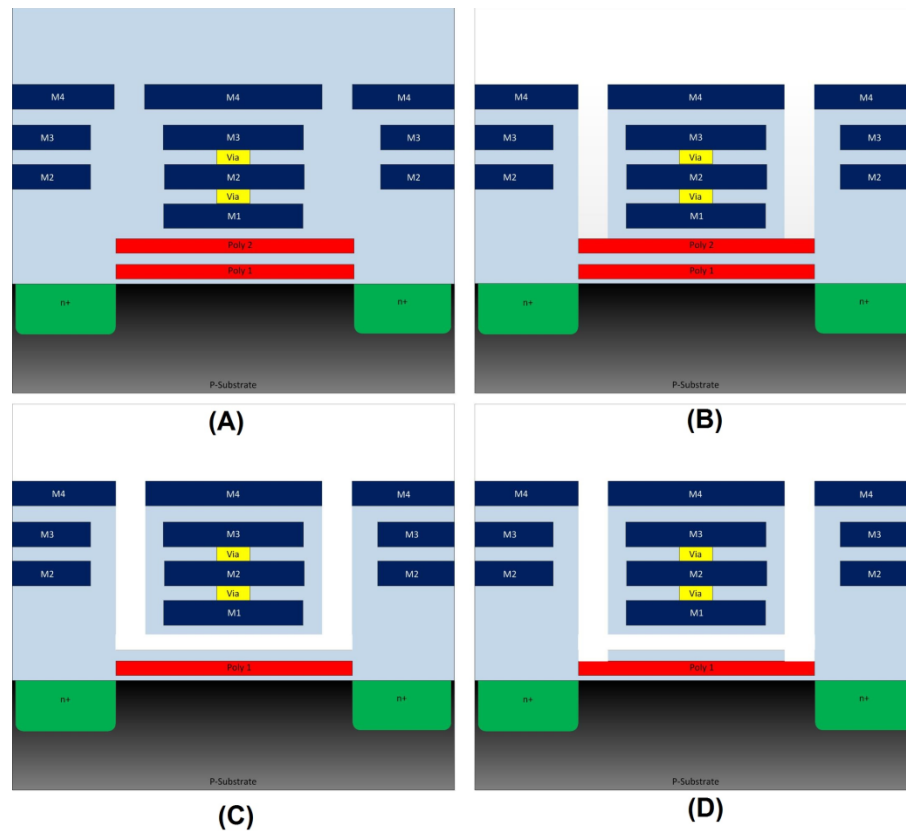 M4 M4 M4
M3 M3 M3
Via
M2 M2 M2
Via
M1
Poly 2
Poly 1
n+ n+
P-Substrate
(A)
M4 M4 M4
M3 M3 M3
Via
M2 M2 M2
Via
M1
Poly 2
Poly 1
n+ n+
P-Substrate
(B)
M4 M4 M4
M3 M3 M3
Via
M2 M2 M2
Via
M1
Poly 1
n+ n+
P-Substrate
(C)
M4 M4 M4
M3 M3 M3
Via
M2 M2 M2
Via
M1
Poly 1
n+ n+
P-Substrate
(D)